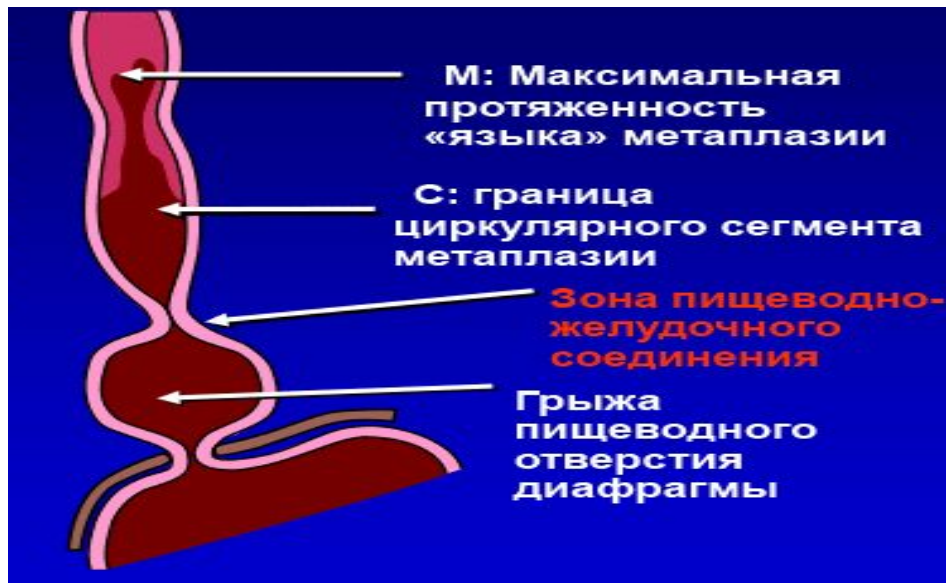 М: Максимальная
протяженность
«языка» метаплазии
С: граница
циркулярного сегмента
метаплазии
Зона пищеводно-
желудочного
соединения
Грыжа
пищеводного
отверстия
диафрагмы